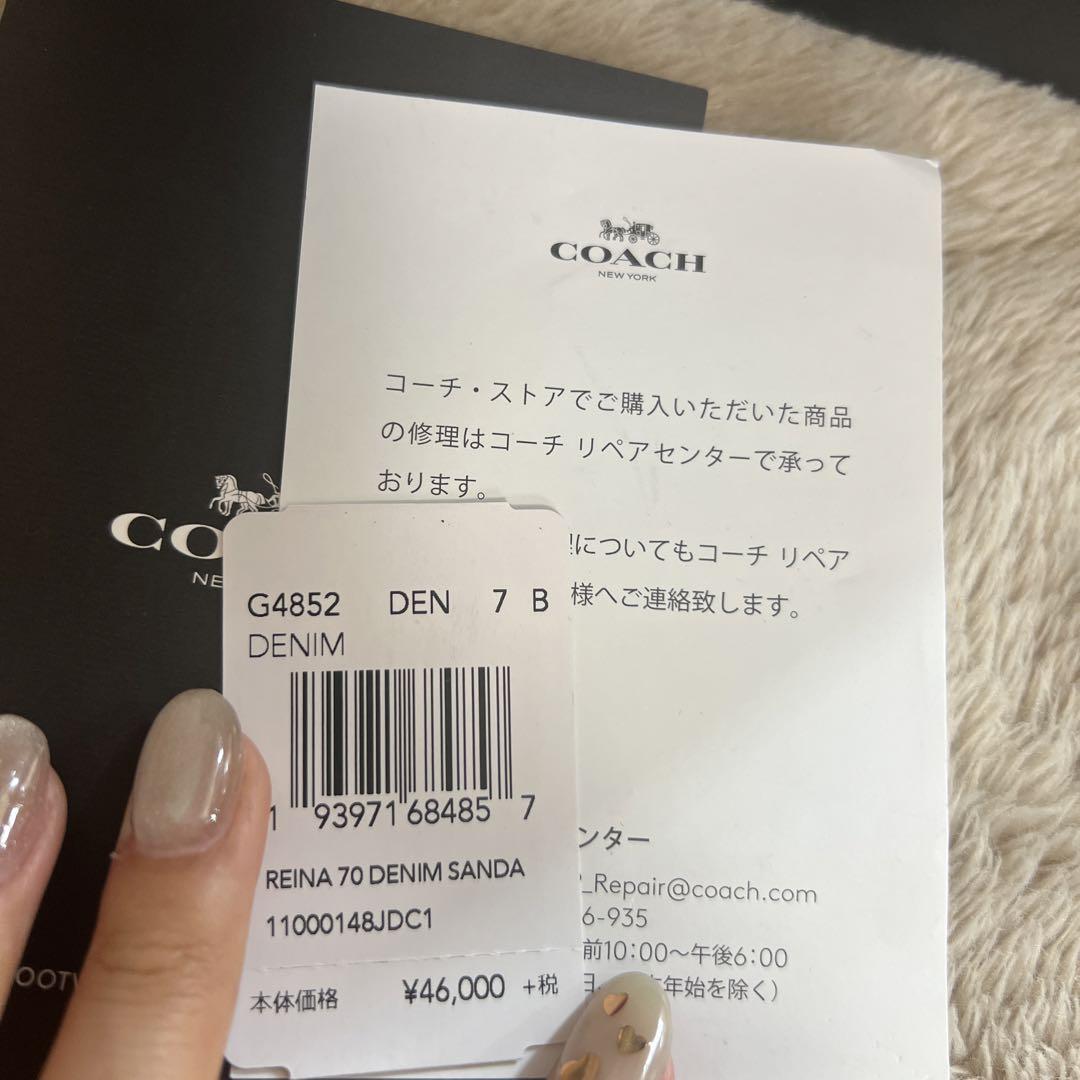 COACH
NEW YORK
コーチ・ストアでご購入いただいた商品
の修理はコーチ リペアセンターで承って
おります。
についてもコーチ リペア
様へご連絡致します。
ンター
_Repair@coach.com
6-935
前10:00～午後6:00
年始を除く）
CO
NE
G4852 DEN 7 B
DENIM
1 93971 68485 7
REINA 70 DENIM SANDA
11000148JDC1
本体価格 ¥46,000 +税
OOTW